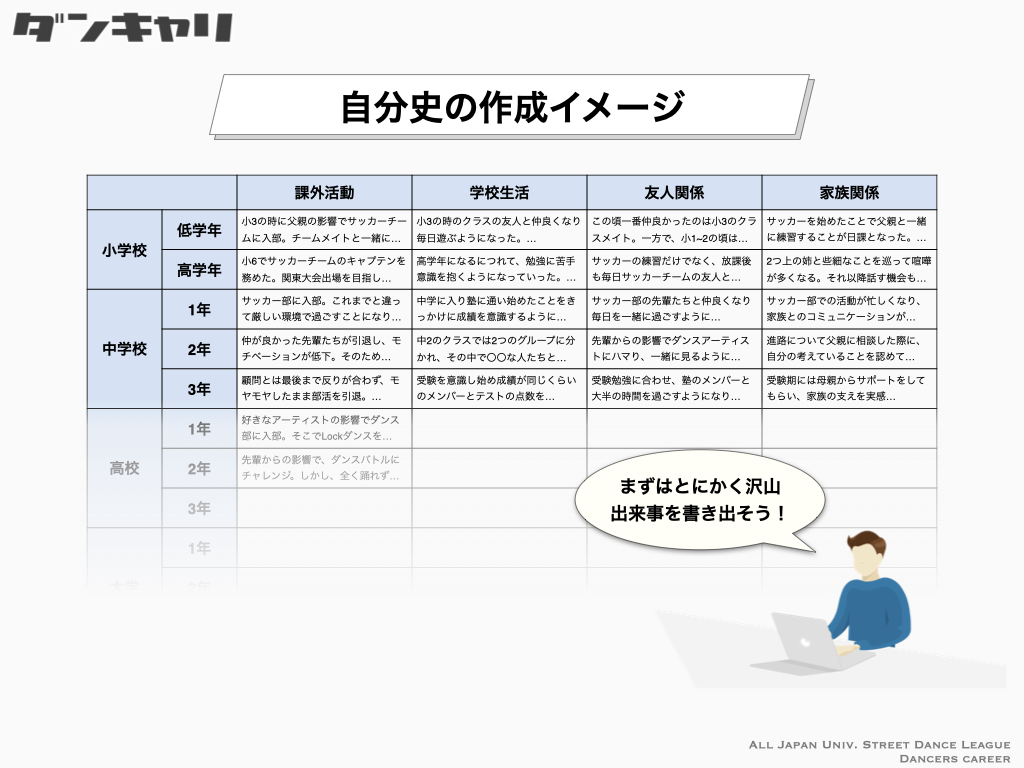 ダンキャリ
自分史の作成イメージ
課外活動 学校生活 友人関係 家族関係
小学校
低学年
小3の時に父親の影響でサッカーチー
ムに入部。チームメイトと一緒に…
小3の時のクラスの友人と仲良くなり
毎日遊ぶようになった。…
この頃一番仲良かったのは小3のクラ
スメイト。一方で、小1~2の頃は…
サッカーを始めたことで父親と一緒
に練習することが日課となった。…
高学年
小6でサッカーチームのキャプテンを
務めた。関東大会出場を目指し…
高学年になるにつれて、勉強に苦手
意識を抱くようになっていった。…
サッカーの練習だけでなく、放課後
も毎日サッカーチームの友人と…
2つ上の姉と些細なことを巡って喧嘩
が多くなる。それ以降話す機会も…
中学校
1年
サッカー部に入部。これまでと違っ
て厳しい環境で過ごすことになり…
中学に入り塾に通い始めたことをき
っかけに成績を意識するように…
サッカー部の先輩たちと仲良くなり
毎日を一緒に過ごすように…
サッカー部での活動が忙しくなり、
家族とのコミュニケーションが…
2年
仲が良かった先輩たちが引退し、モ
チベーションが低下。そのため…
中2のクラスでは2つのグループに分
かれ、その中で〇〇な人たちと…
先輩からの影響でダンスアーティス
トにハマり、一緒に見るように…
進路について父親に相談した際に、
自分の考えていることを認めて…
3年
顧問とは最後まで反りが合わず、モ
ヤモヤしたまま部活を引退。…
受験を意識し始め成績が同じくらい
のメンバーとテストの点数を…
受験勉強に合わせ、塾のメンバーと
大半の時間を過ごすようになり…
受験期には母親からサポートをして
もらい、家族の支えを実感…
高校
1年
好きなアーティストの影響でダンス
部に入部。そこでLockダンスを…
2年
先輩からの影響で、ダンスバトルに
チャレンジ。しかし、全く踊れず…
3年
1年
大学
2年
まずはとにかく沢山
出来事を書き出そう！
ALL JAPAN UNIV. STREET DANCE LEAGUE
DANCERS CAREER